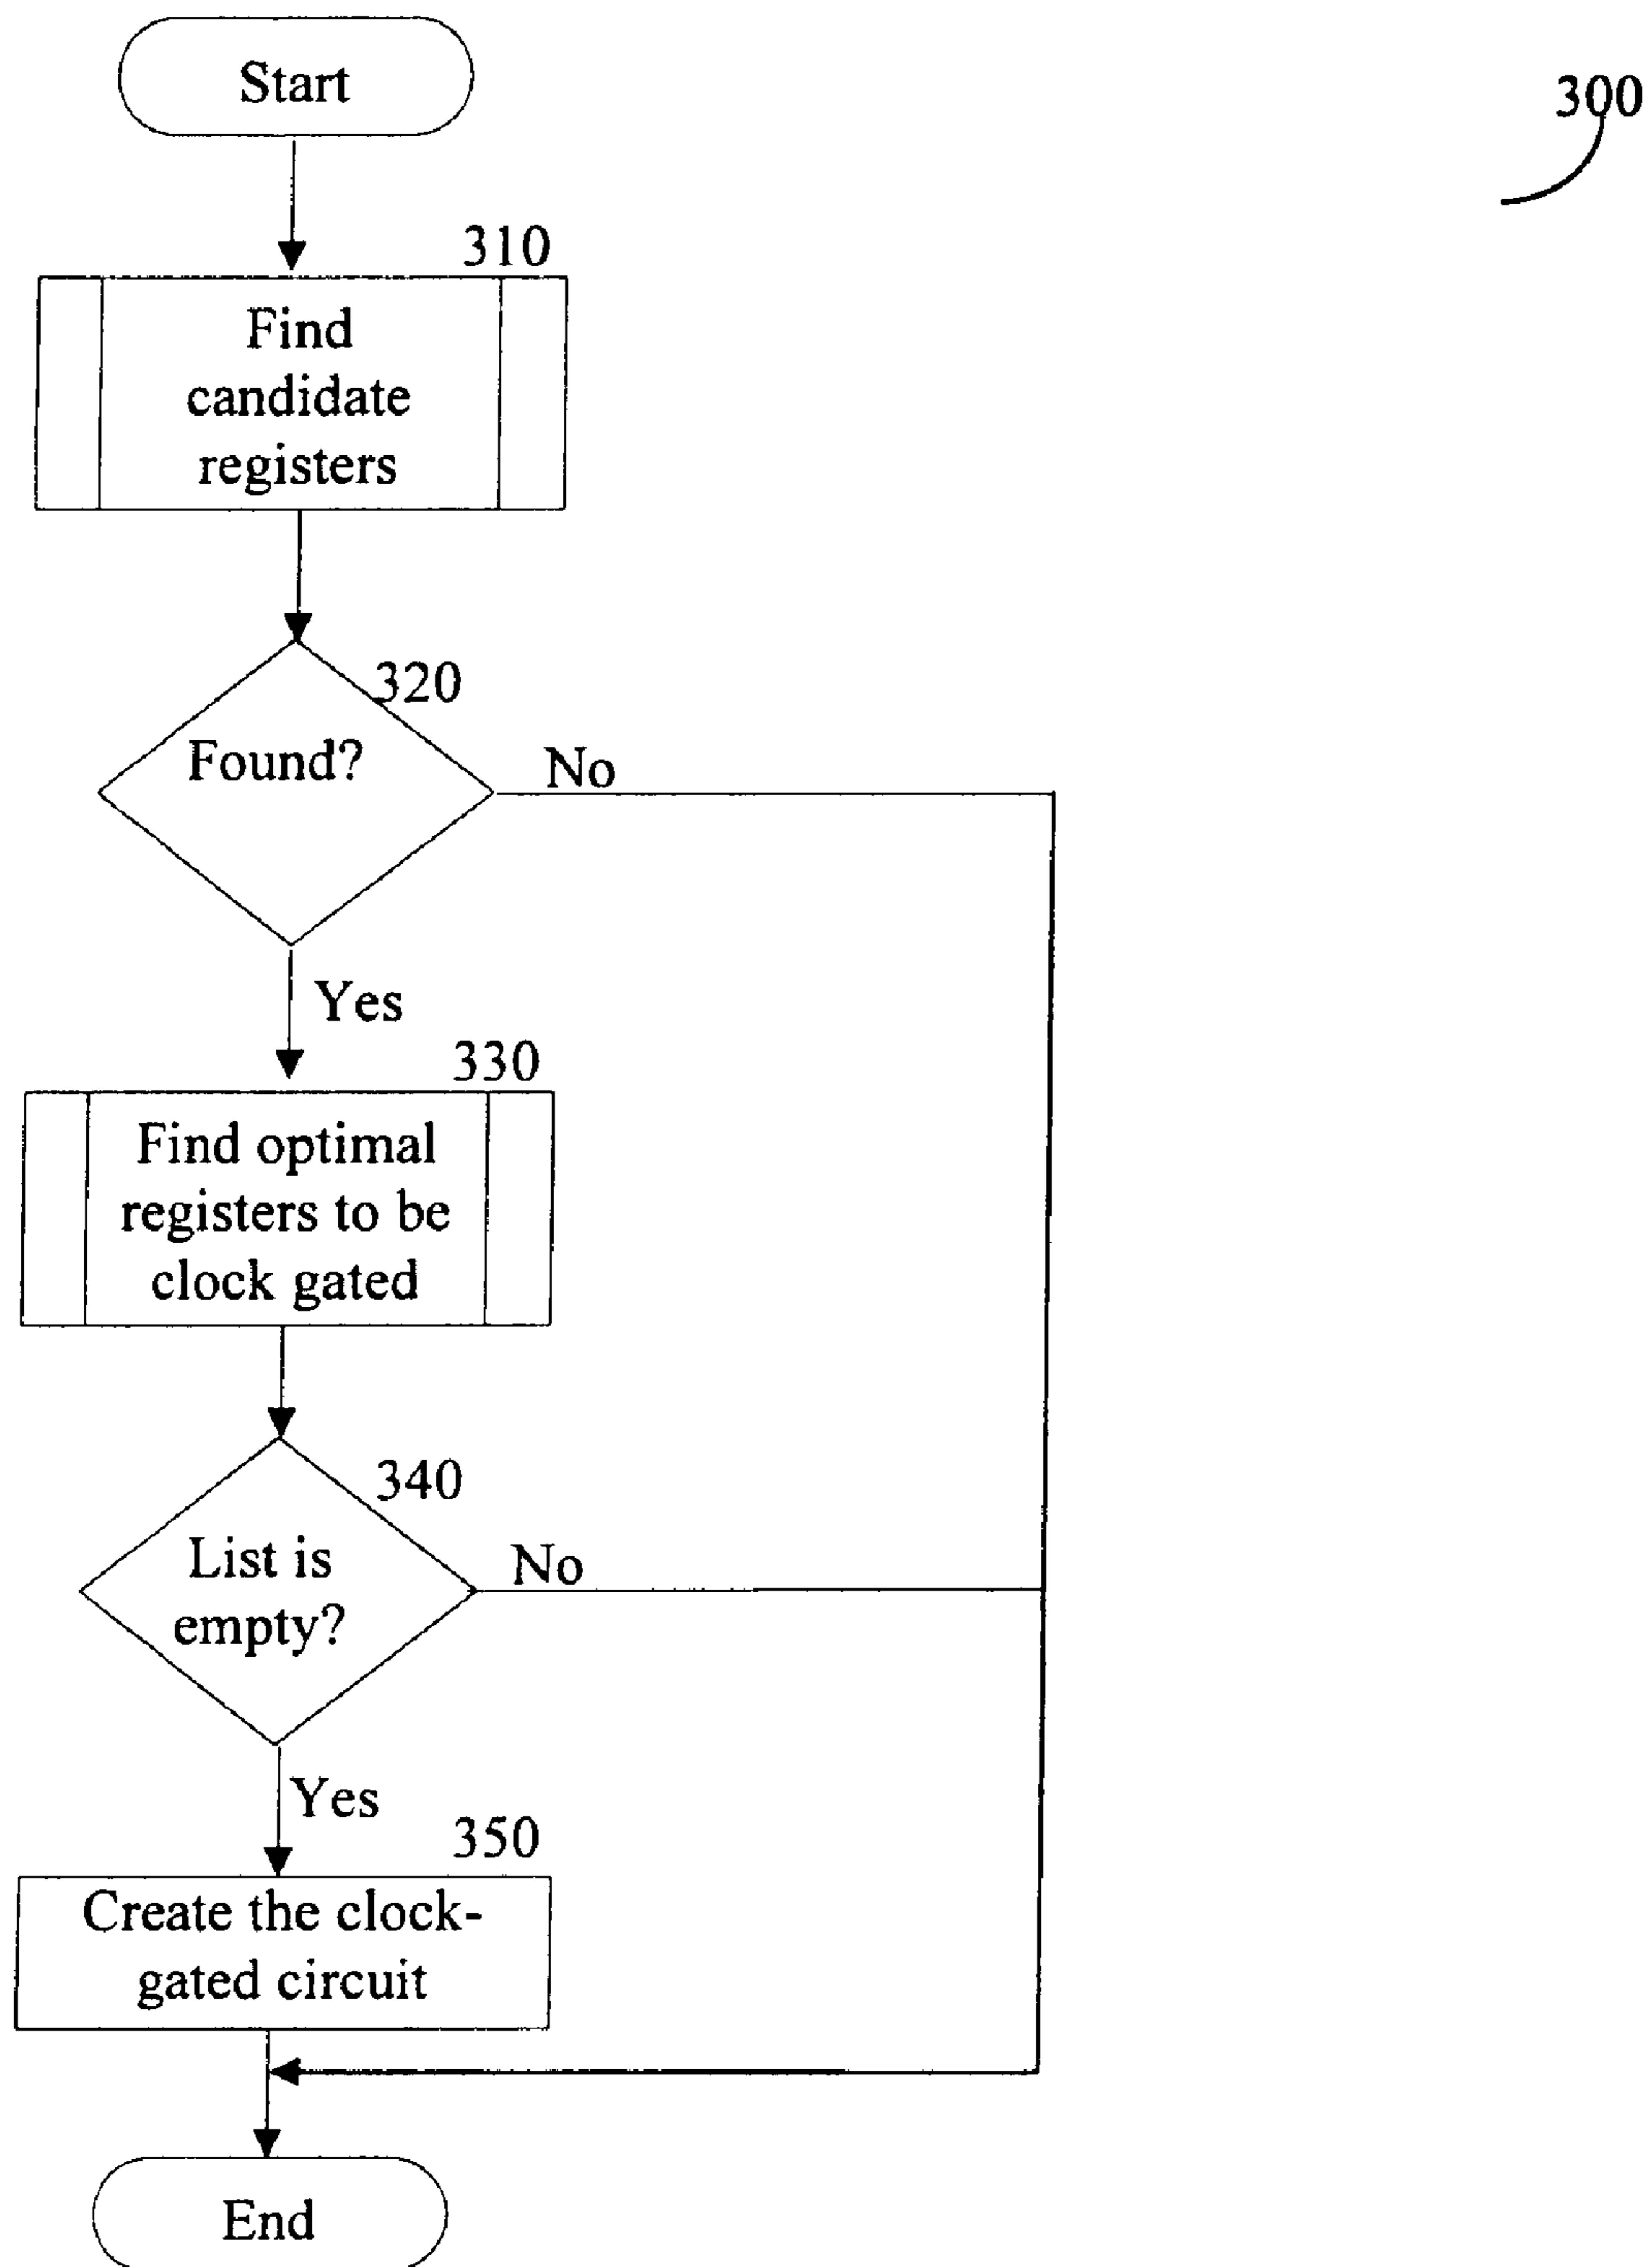 Start
300
310
Find
candidate
registers
320
Found?
No
Yes
330
Find optimal
registers to be
clock gated
340
List is
empty?
No
Yes
350
Create the clock-
gated circuit
End